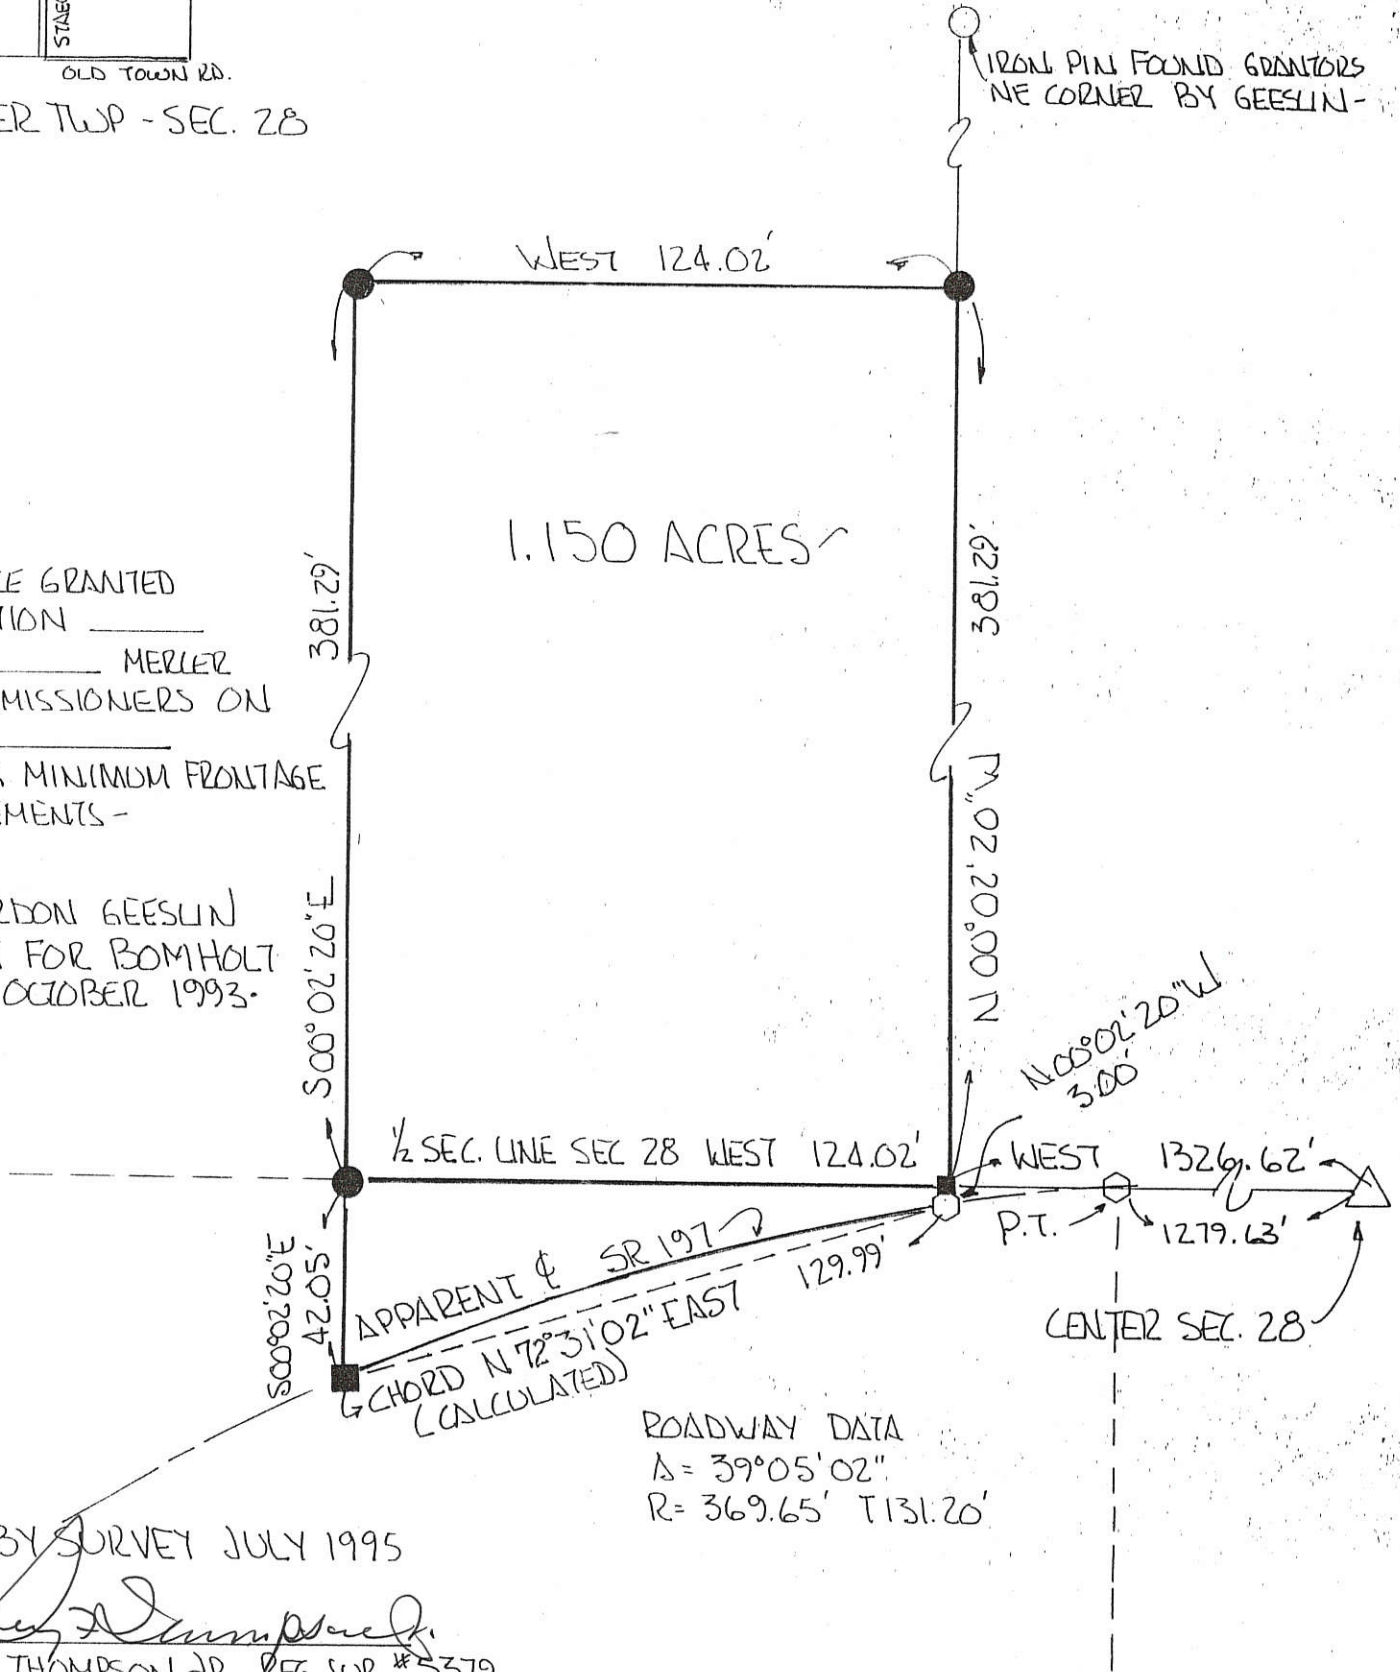 OLD TOWN RD.
ER TWP - SEC. 28
IRON PIN FOUND GRANTORS
NE CORNER BY GEESLIN-
WEST 124.02'
1.150 ACRES
381.29'
381.29'
E GRANTED
TION
MERCER
MISSIONERS ON
MINIMUM FRONTAGE
EMENTS-
RDON GEESLIN
FOR BOMHOLT
OCTOBER 1993.
S00°02'20"E
N00°02'20"W
N00°02'20"W
3.00'
½ SEC. LINE SEC 28 WEST 124.02'
WEST 1326.62'
P.T.
1279.63'
CENTER SEC. 28
S00°02'20"E
42.05'
APPARENT ℄ SR 197
129.99'
CHORD N 72°31'02" EAST
(CALCULATED)
ROADWAY DATA
Δ= 39°05'02"
R= 369.65' T131.20'
BY SURVEY JULY 1995
THOMPSON JR. REG. SUR. #5379